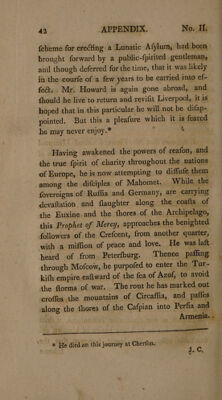 42 APPENDIX. No. II.
ſcheme for erecting a Lunatic Aſylum, had been
brought forward by a public-ſpirited gentleman,
and though deferred for the time, that it was likely
in the courſe of a few years to be carried into ef-
fect. Mr. Howard is again gone abroad, and
ſhould he live to return and reviſit Liverpool, it is
hoped that in this particular he will not be diſap-
pointed. But this a pleaſure which it is feared
he may never enjoy.*
Having awakened the powers of reaſon, and
the true ſpirit of charity throughout the nations
of Europe, he is now attempting to diffuſe them
among the diſciples of Mahomet. While the
ſovereigns of Ruſſia and Germany, are carrying
devaſtation and ſlaughter along the coaſts of
the Euxine and the ſhores of the Archipelago,
this Prophet of Mercy, approaches the benighted
followers of the Creſcent, from another quarter,
with a miſſion of peace and love. He was laſt
heard of from Peterſburg. Thence paſſing
through Moſcow, he purpoſed to enter the Tur-
kiſh empire eaſtward of the ſea of Azof, to avoid
the ſtorms of war. The rout he has marked out
croſſes the mountains of Circaſſia, and paſſes
along the ſhores of the Caſpian into Perſia and
Armenia.
* He died on this journey at Cherſon.
J. C.